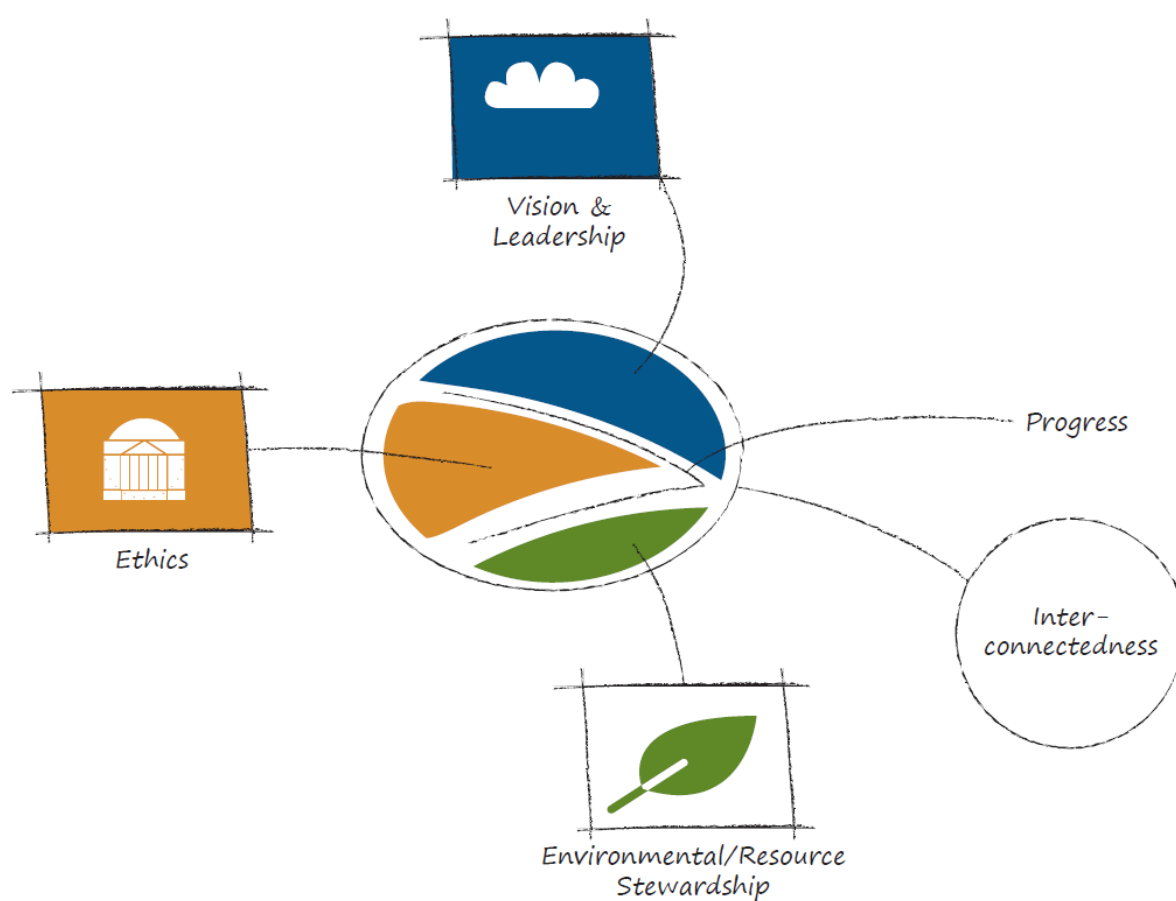 Vision &
Leadership
Progress
Ethics
Inter-
connectedness
Environmental/Resource
Stewardship